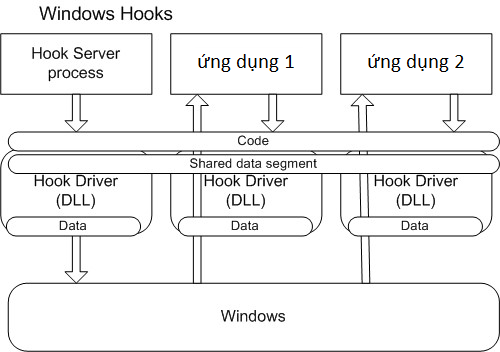 Windows Hooks
Hook Server
process
ứng dụng 1
ứng dụng 2
Code
Shared data segment
Hook Driver
(DLL)
Hook Driver
(DLL)
Hook Driver
(DLL)
Data
Data
Data
Windows